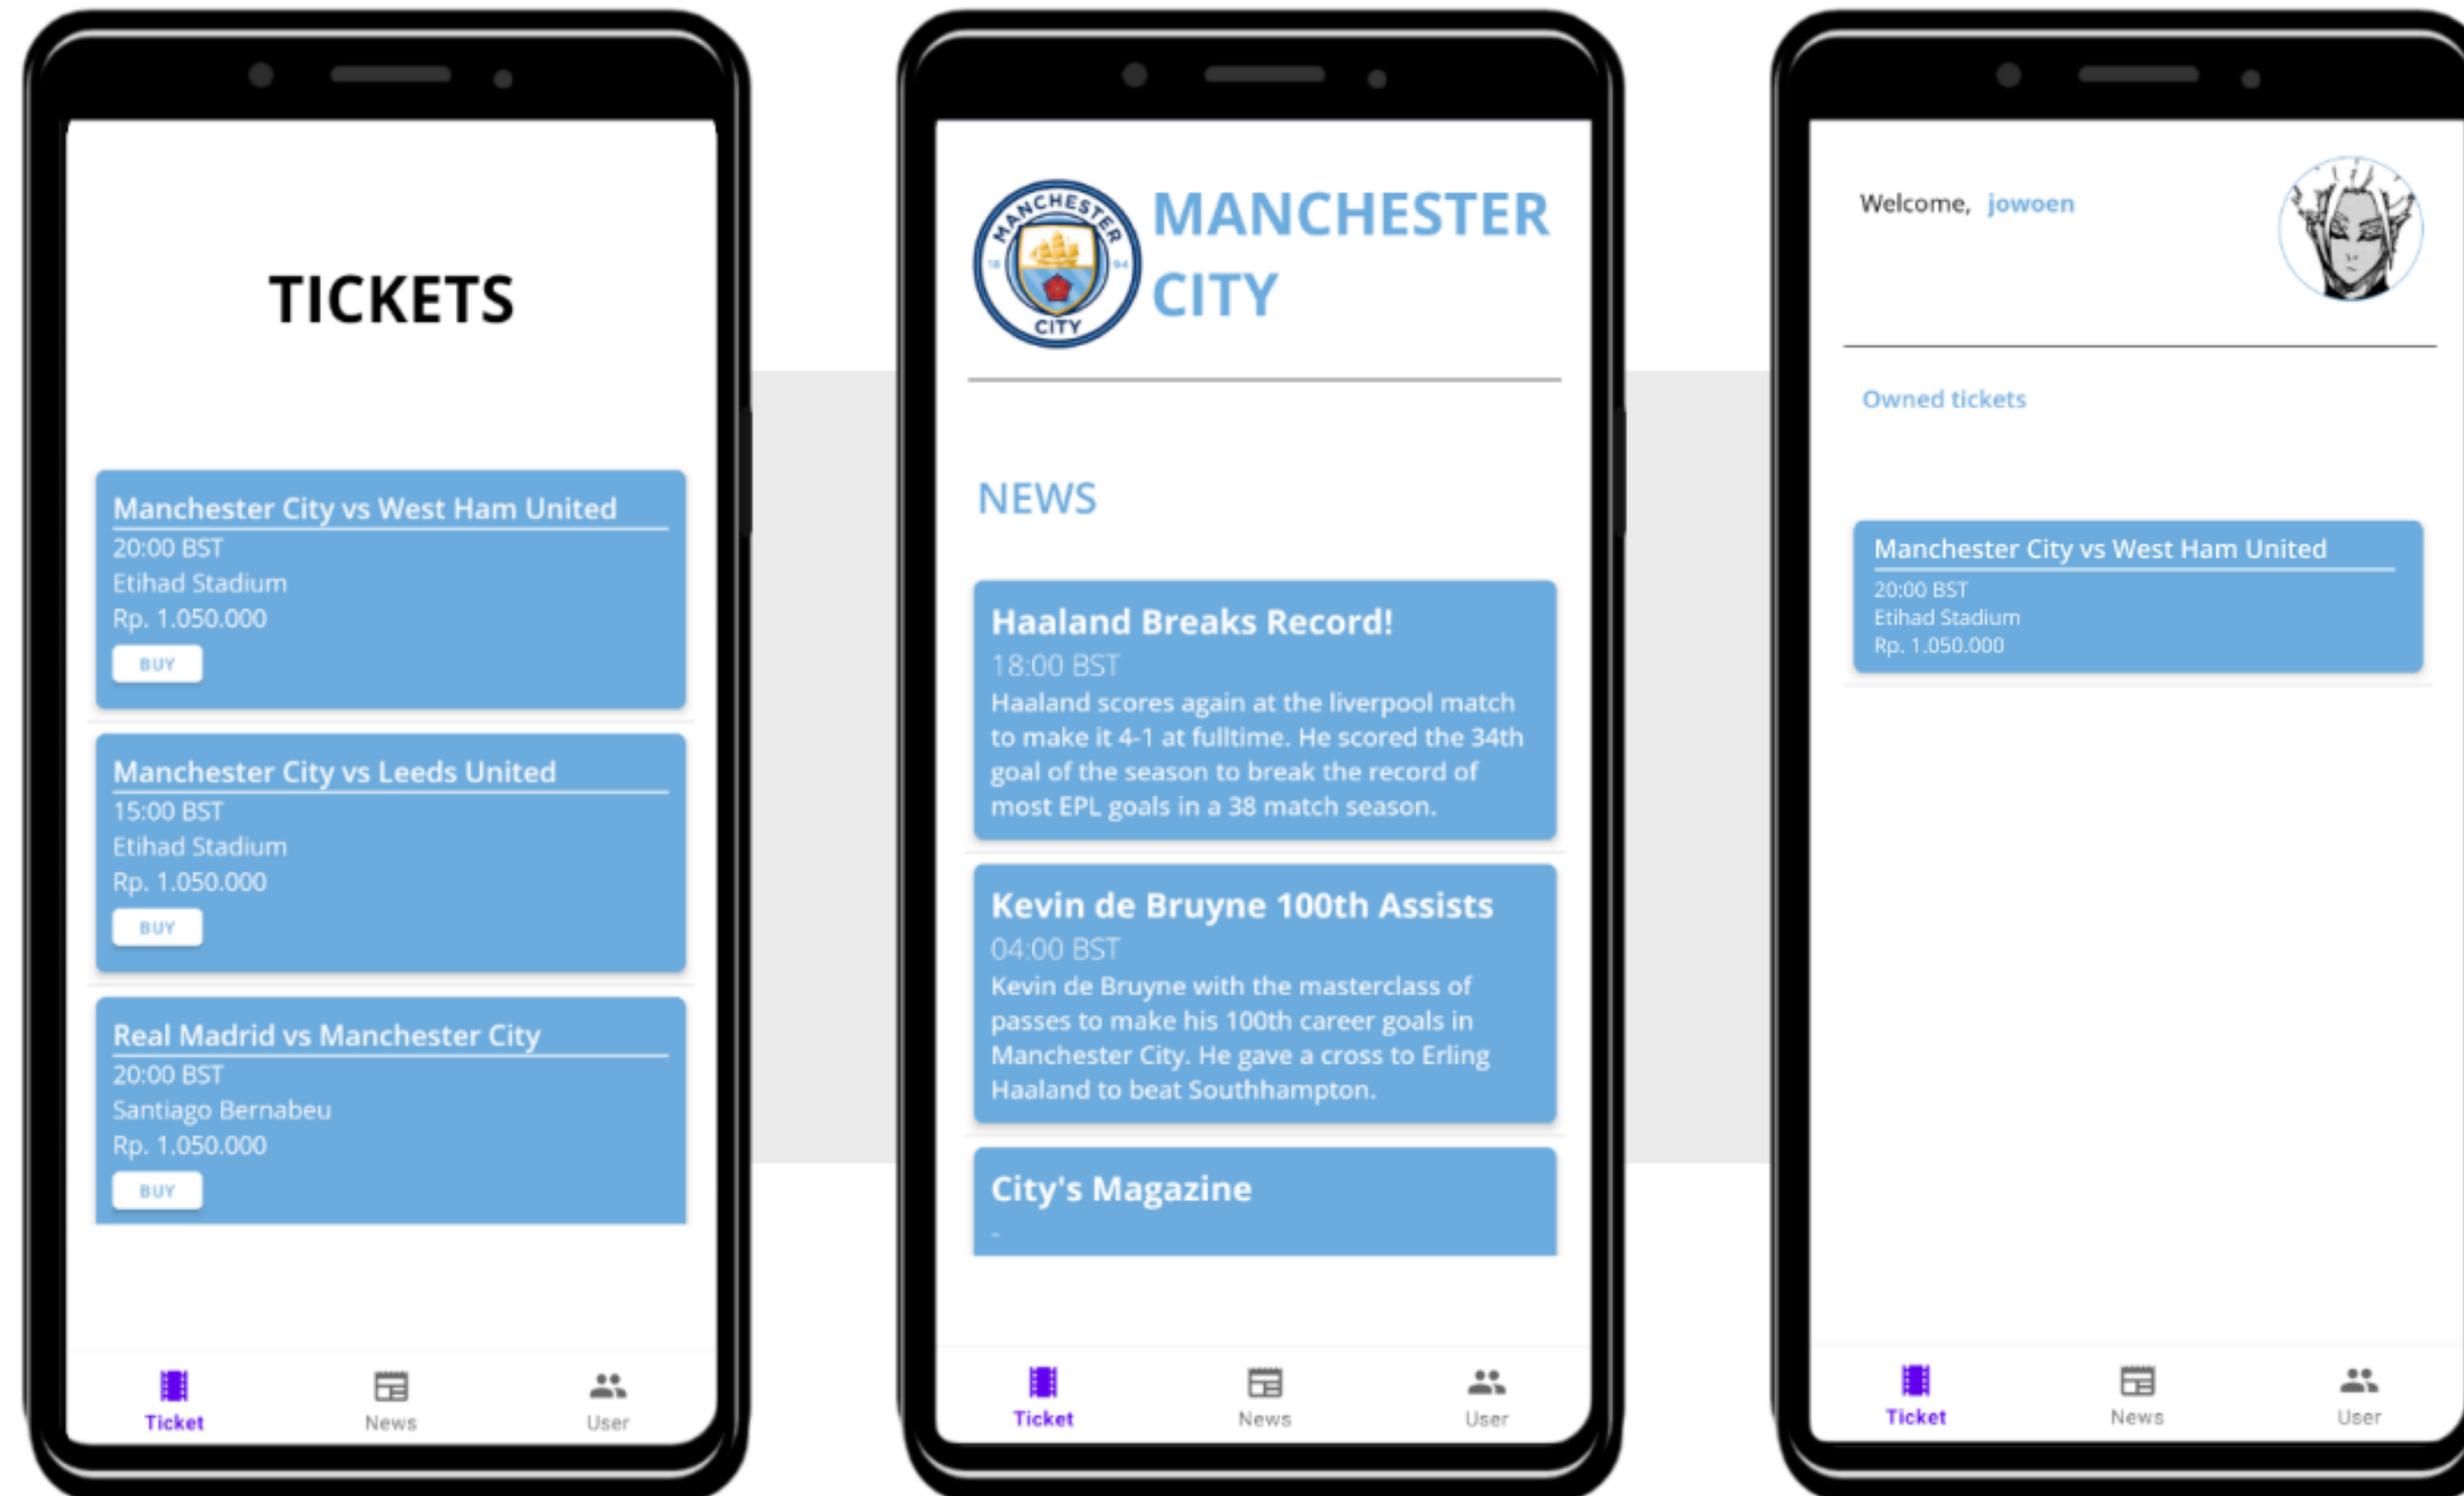 TICKETS
Manchester City vs West Ham United
20:00 BST
Etihad Stadium
Rp. 1.050.000
BUY
Manchester City vs Leeds United
15:00 BST
Etihad Stadium
Rp. 1.050.000
BUY
Real Madrid vs Manchester City
20:00 BST
Santiago Bernabeu
Rp. 1.050.000
BUY
Ticket
News
User
MANCHESTER
18 94
CITY
MANCHESTER
CITY
NEWS
Haaland Breaks Record!
18:00 BST
Haaland scores again at the liverpool match
to make it 4-1 at fulltime. He scored the 34th
goal of the season to break the record of
most EPL goals in a 38 match season.
Kevin de Bruyne 100th Assists
04:00 BST
Kevin de Bruyne with the masterclass of
passes to make his 100th career goals in
Manchester City. He gave a cross to Erling
Haaland to beat Southhampton.
City's Magazine
-
Ticket
News
User
Welcome, jowoen
Owned tickets
Manchester City vs West Ham United
20:00 BST
Etihad Stadium
Rp. 1.050.000
Ticket
News
User